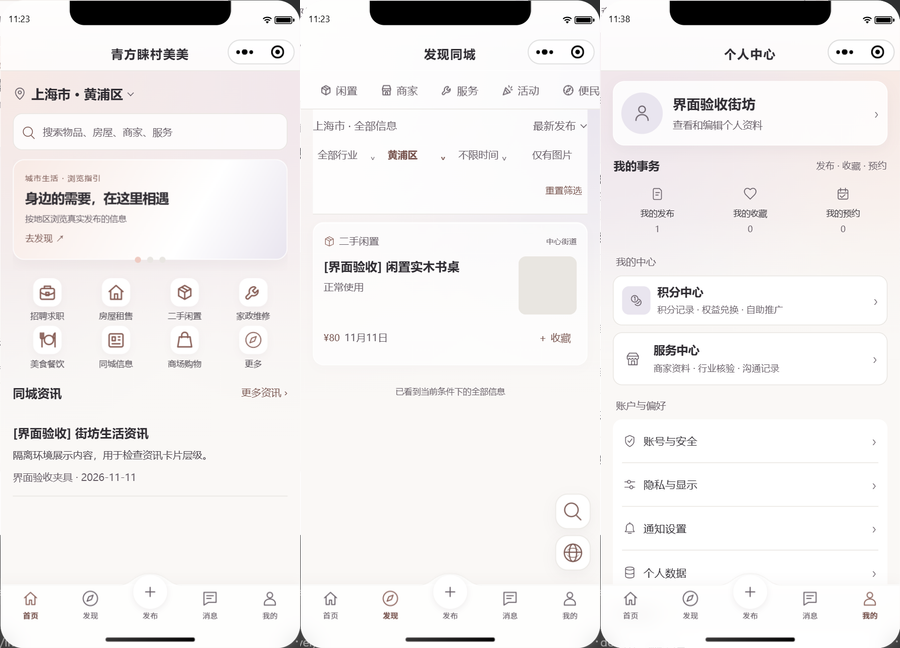 11:23
青方睐村美美
上海市·黄浦区
搜索物品、房屋、商家、服务
城市生活·浏览指引
身边的需要，在这里相遇
按地区浏览真实发布的信息
去发现 ↗
招聘求职
房屋租售
二手闲置
家政维修
美食餐饮
同城信息
商场购物
更多
同城资讯
更多资讯 ›
[界面验收] 街坊生活资讯
隔离环境展示内容，用于检查资讯卡片层级。
界面验收夹具 · 2026-11-11
首页
发现
发布
消息
我的
11:23
发现同城
闲置
商家
服务
活动
便民
上海市 · 全部信息
最新发布
全部行业
黄浦区
不限时间
仅有图片
重置筛选
二手闲置
中心街道
[界面验收] 闲置实木书桌
正常使用
¥80 11月11日
+ 收藏
已看到当前条件下的全部信息
首页
发现
发布
消息
我的
11:38
个人中心
界面验收街坊
查看和编辑个人资料
我的事务
发布 · 收藏 · 预约
我的发布
1
我的收藏
0
我的预约
0
我的中心
积分中心
积分记录 · 权益兑换 · 自助推广
服务中心
商家资料 · 行业核验 · 沟通记录
账户与偏好
账号与安全
隐私与显示
通知设置
个人数据
首页
发现
发布
消息
我的